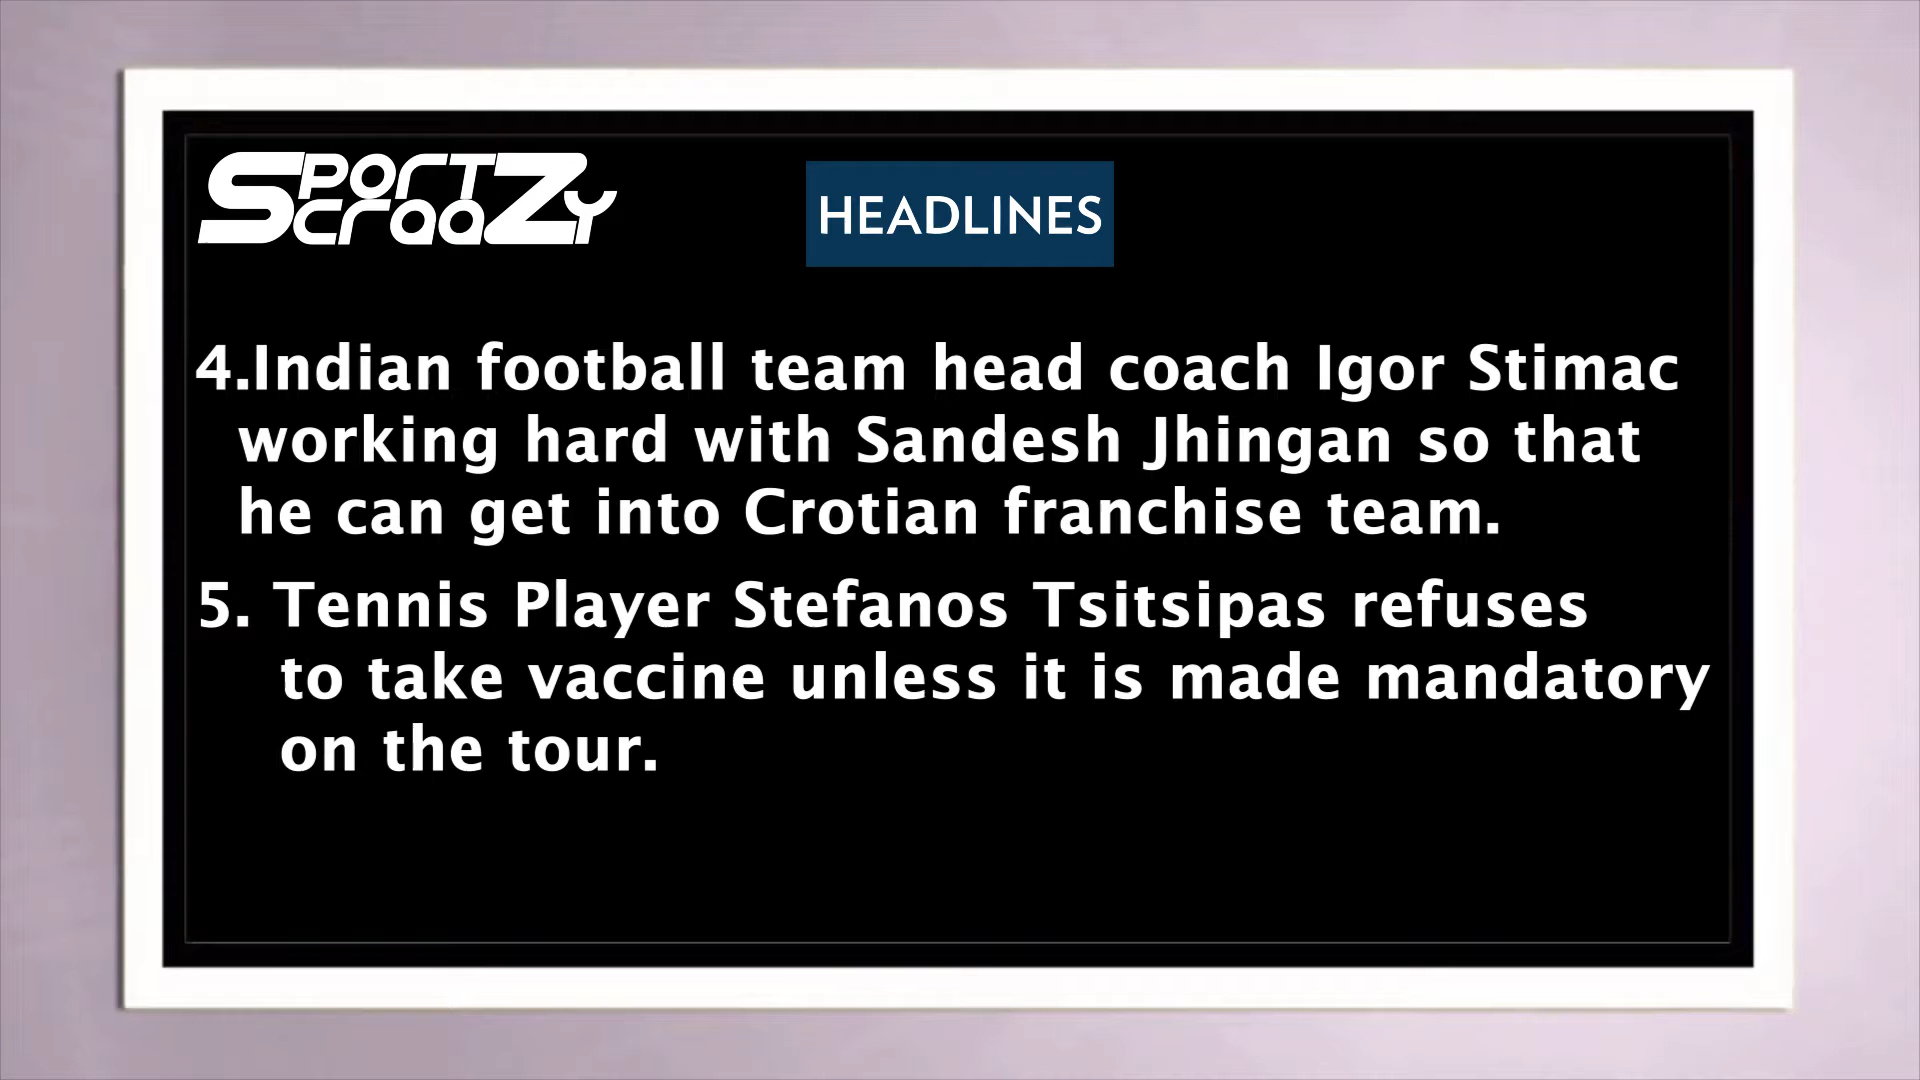 SportZy
ScraaZy
HEADLINES
4.Indian football team head coach Igor Stimac
working hard with Sandesh Jhingan so that
he can get into Crotian franchise team.
5. Tennis Player Stefanos Tsitsipas refuses
to take vaccine unless it is made mandatory
on the tour.